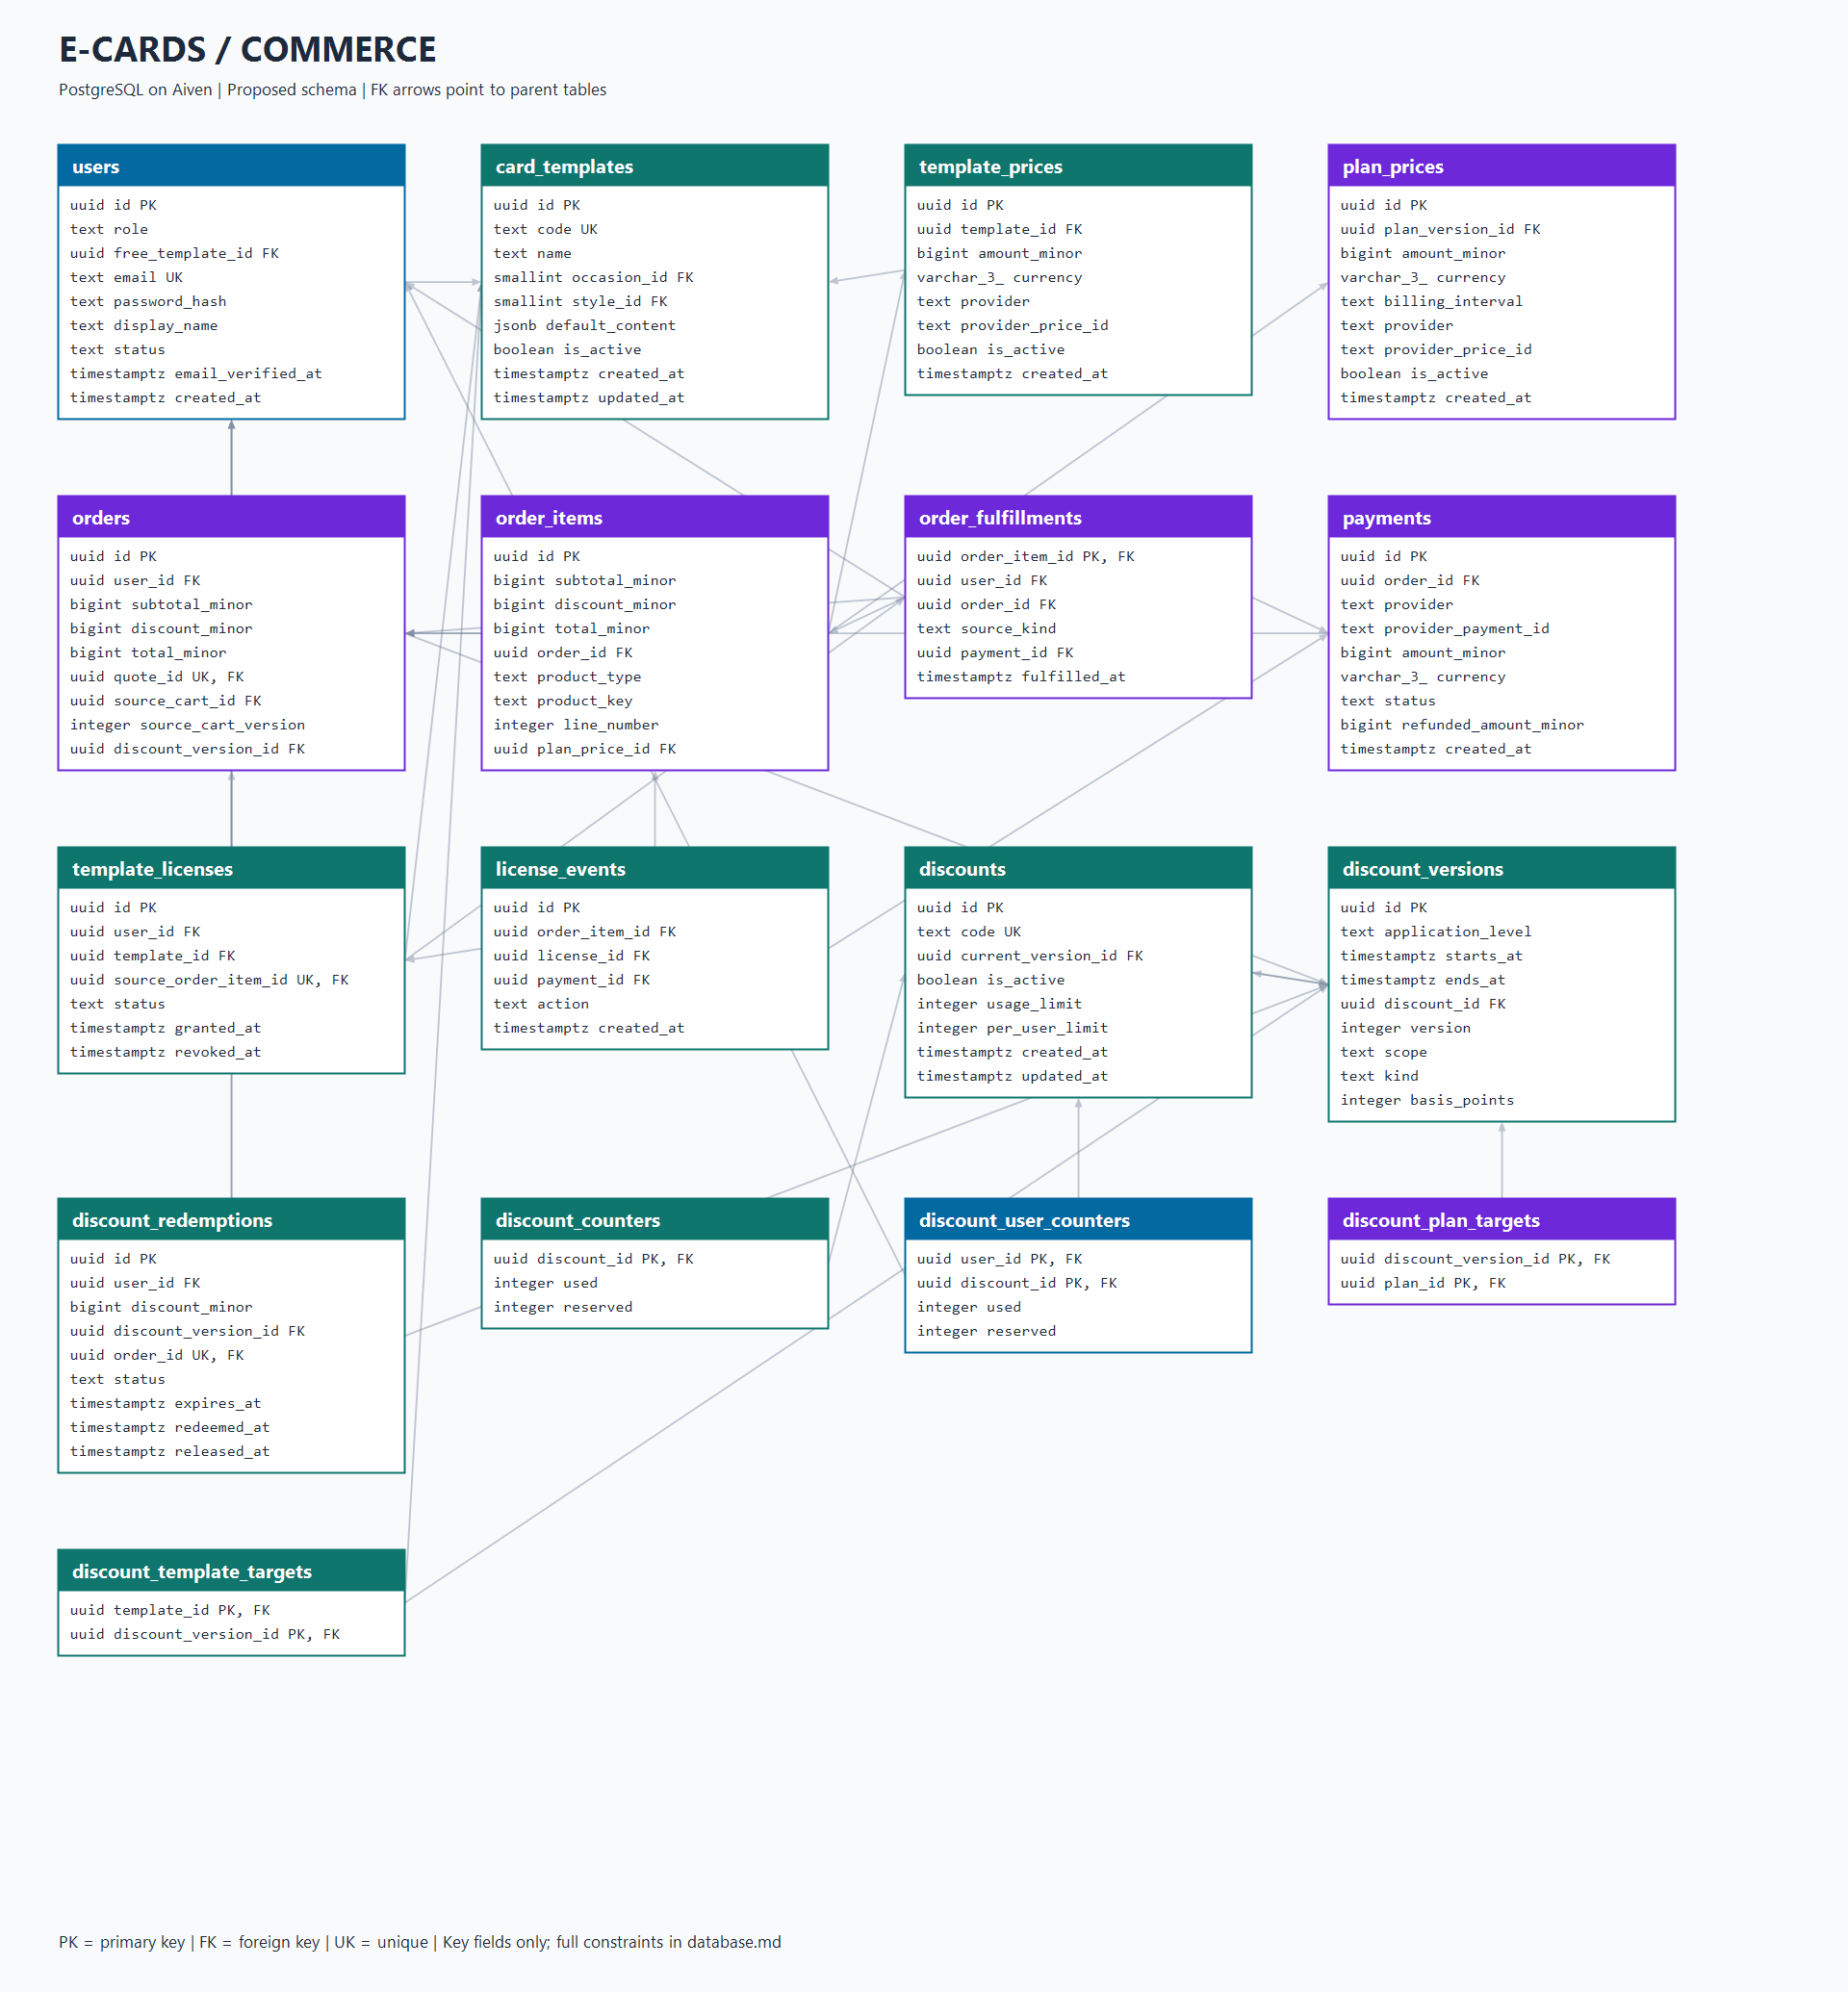 E-CARDS / COMMERCE
PostgreSQL on Aiven | Proposed schema | FK arrows point to parent tables
users
uuid id PK
text role
uuid free_template_id FK
text email UK
text password_hash
text display_name
text status
timestamptz email_verified_at
timestamptz created_at
card_templates
uuid id PK
text code UK
text name
smallint occasion_id FK
smallint style_id FK
jsonb default_content
boolean is_active
timestamptz created_at
timestamptz updated_at
template_prices
uuid id PK
uuid template_id FK
bigint amount_minor
varchar_3_ currency
text provider
text provider_price_id
boolean is_active
timestamptz created_at
plan_prices
uuid id PK
uuid plan_version_id FK
bigint amount_minor
varchar_3_ currency
text billing_interval
text provider
text provider_price_id
boolean is_active
timestamptz created_at
orders
uuid id PK
uuid user_id FK
bigint subtotal_minor
bigint discount_minor
bigint total_minor
uuid quote_id UK, FK
uuid source_cart_id FK
integer source_cart_version
uuid discount_version_id FK
order_items
uuid id PK
bigint subtotal_minor
bigint discount_minor
bigint total_minor
uuid order_id FK
text product_type
text product_key
integer line_number
uuid plan_price_id FK
order_fulfillments
uuid order_item_id PK, FK
uuid user_id FK
uuid order_id FK
text source_kind
uuid payment_id FK
timestamptz fulfilled_at
payments
uuid id PK
uuid order_id FK
text provider
text provider_payment_id
bigint amount_minor
varchar_3_ currency
text status
bigint refunded_amount_minor
timestamptz created_at
template_licenses
uuid id PK
uuid user_id FK
uuid template_id FK
uuid source_order_item_id UK, FK
text status
timestamptz granted_at
timestamptz revoked_at
license_events
uuid id PK
uuid order_item_id FK
uuid license_id FK
uuid payment_id FK
text action
timestamptz created_at
discounts
uuid id PK
text code UK
uuid current_version_id FK
boolean is_active
integer usage_limit
integer per_user_limit
timestamptz created_at
timestamptz updated_at
discount_versions
uuid id PK
text application_level
timestamptz starts_at
timestamptz ends_at
uuid discount_id FK
integer version
text scope
text kind
integer basis_points
discount_redemptions
uuid id PK
uuid user_id FK
bigint discount_minor
uuid discount_version_id FK
uuid order_id UK, FK
text status
timestamptz expires_at
timestamptz redeemed_at
timestamptz released_at
discount_counters
uuid discount_id PK, FK
integer used
integer reserved
discount_user_counters
uuid user_id PK, FK
uuid discount_id PK, FK
integer used
integer reserved
discount_plan_targets
uuid discount_version_id PK, FK
uuid plan_id PK, FK
discount_template_targets
uuid template_id PK, FK
uuid discount_version_id PK, FK
PK = primary key | FK = foreign key | UK = unique | Key fields only; full constraints in database.md